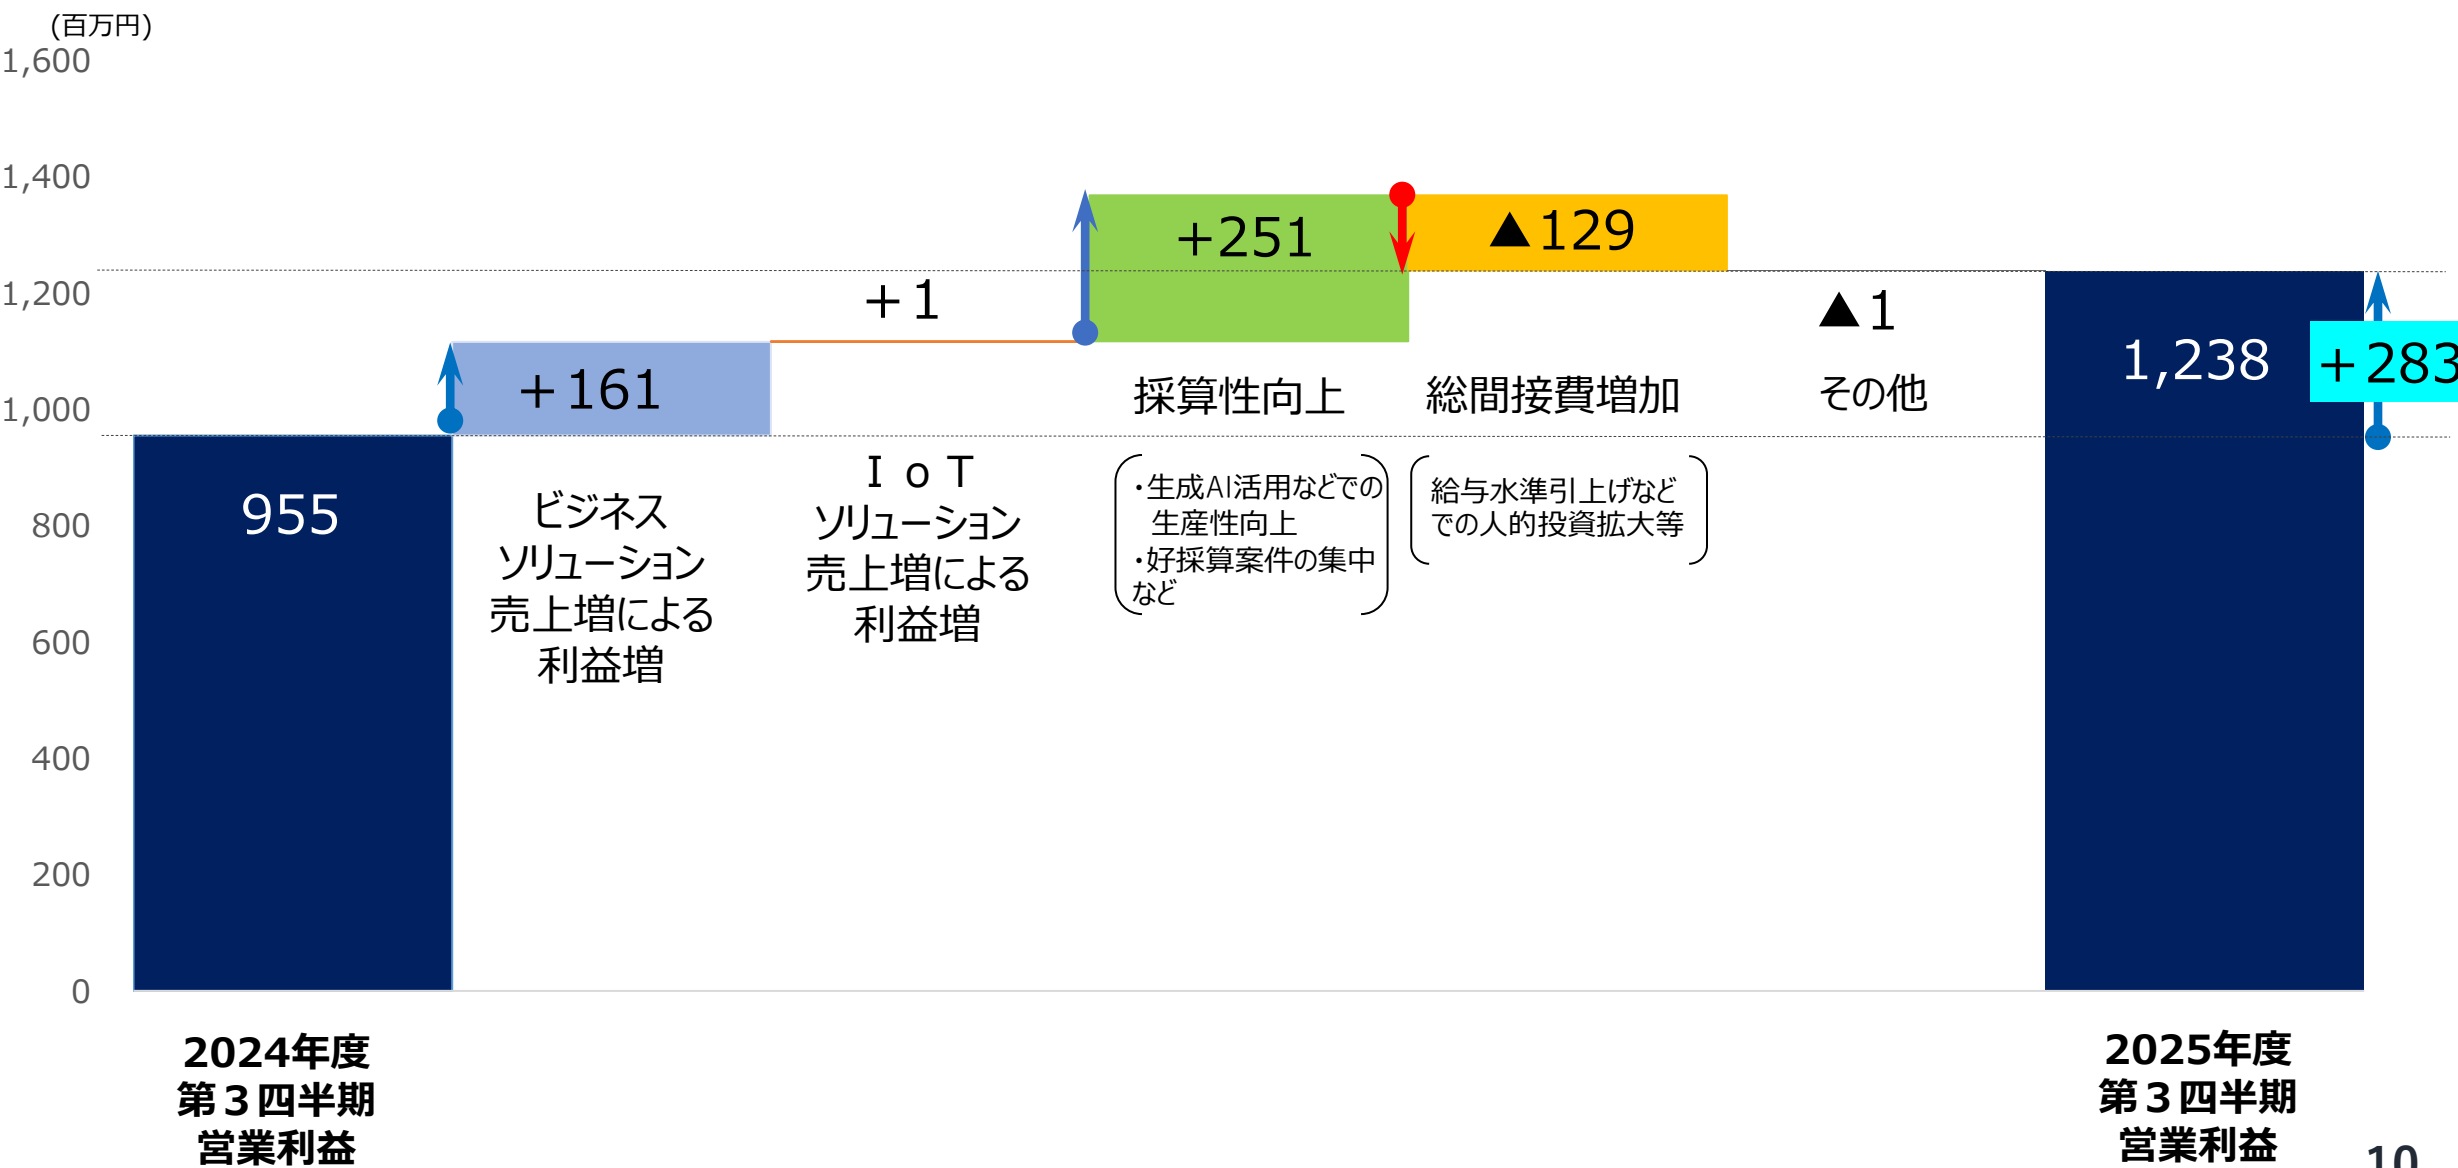 (百万円)
1,600
1,400
1,200
1,000
800
600
400
200
0
955
＋161
＋1
+251
▲129
▲1
1,238
＋283
ビジネス
ソリューション
売上増による
利益増
ＩｏＴ
ソリューション
売上増による
利益増
採算性向上
・生成AI活用などでの
生産性向上
・好採算案件の集中
など
総間接費増加
給与水準引上げなど
での人的投資拡大等
その他
2024年度
第３四半期
営業利益
2025年度
第３四半期
営業利益
10